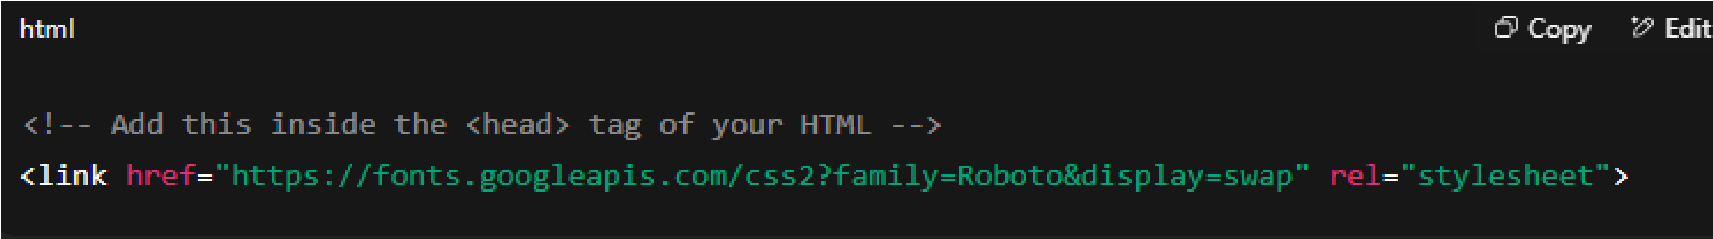 html
Copy
Edit
<!-- Add this inside the <head> tag of your HTML -->
<link href="https://fonts.googleapis.com/css2?family=Roboto&display=swap" rel="stylesheet">